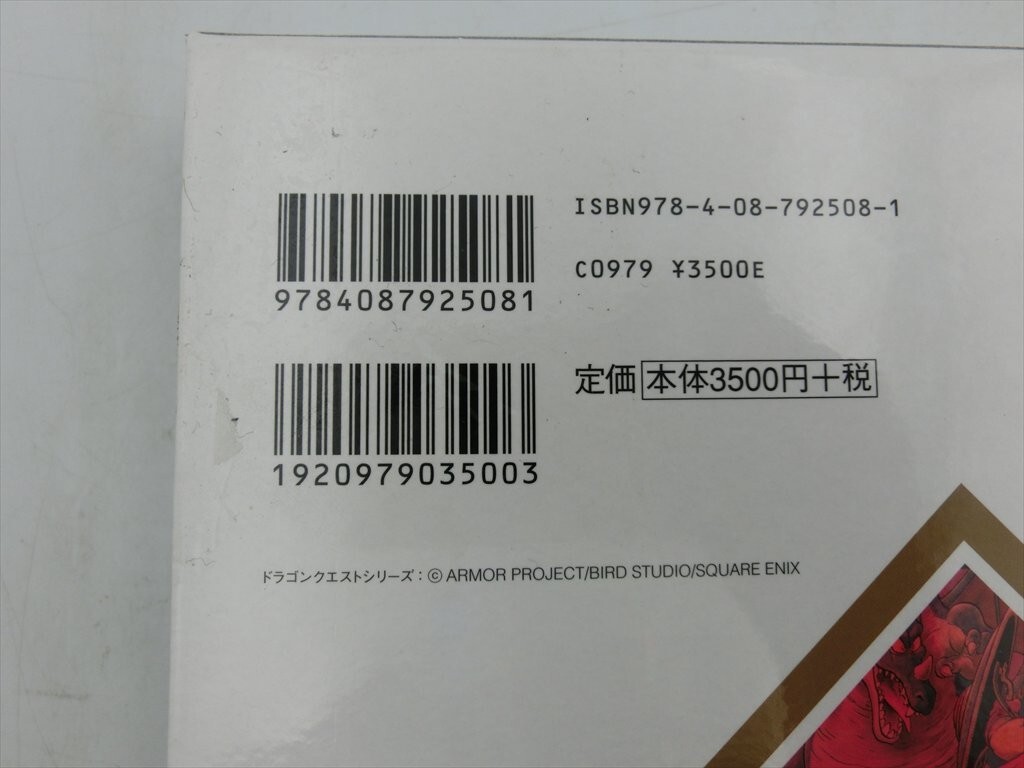 ISBN978-4-08-792508-1
9784087925081
C0979 ¥3500E
定価 本体3500円+税
1920979035003
ドラゴンクエストシリーズ：© ARMOR PROJECT/BIRD STUDIO/SQUARE ENIX